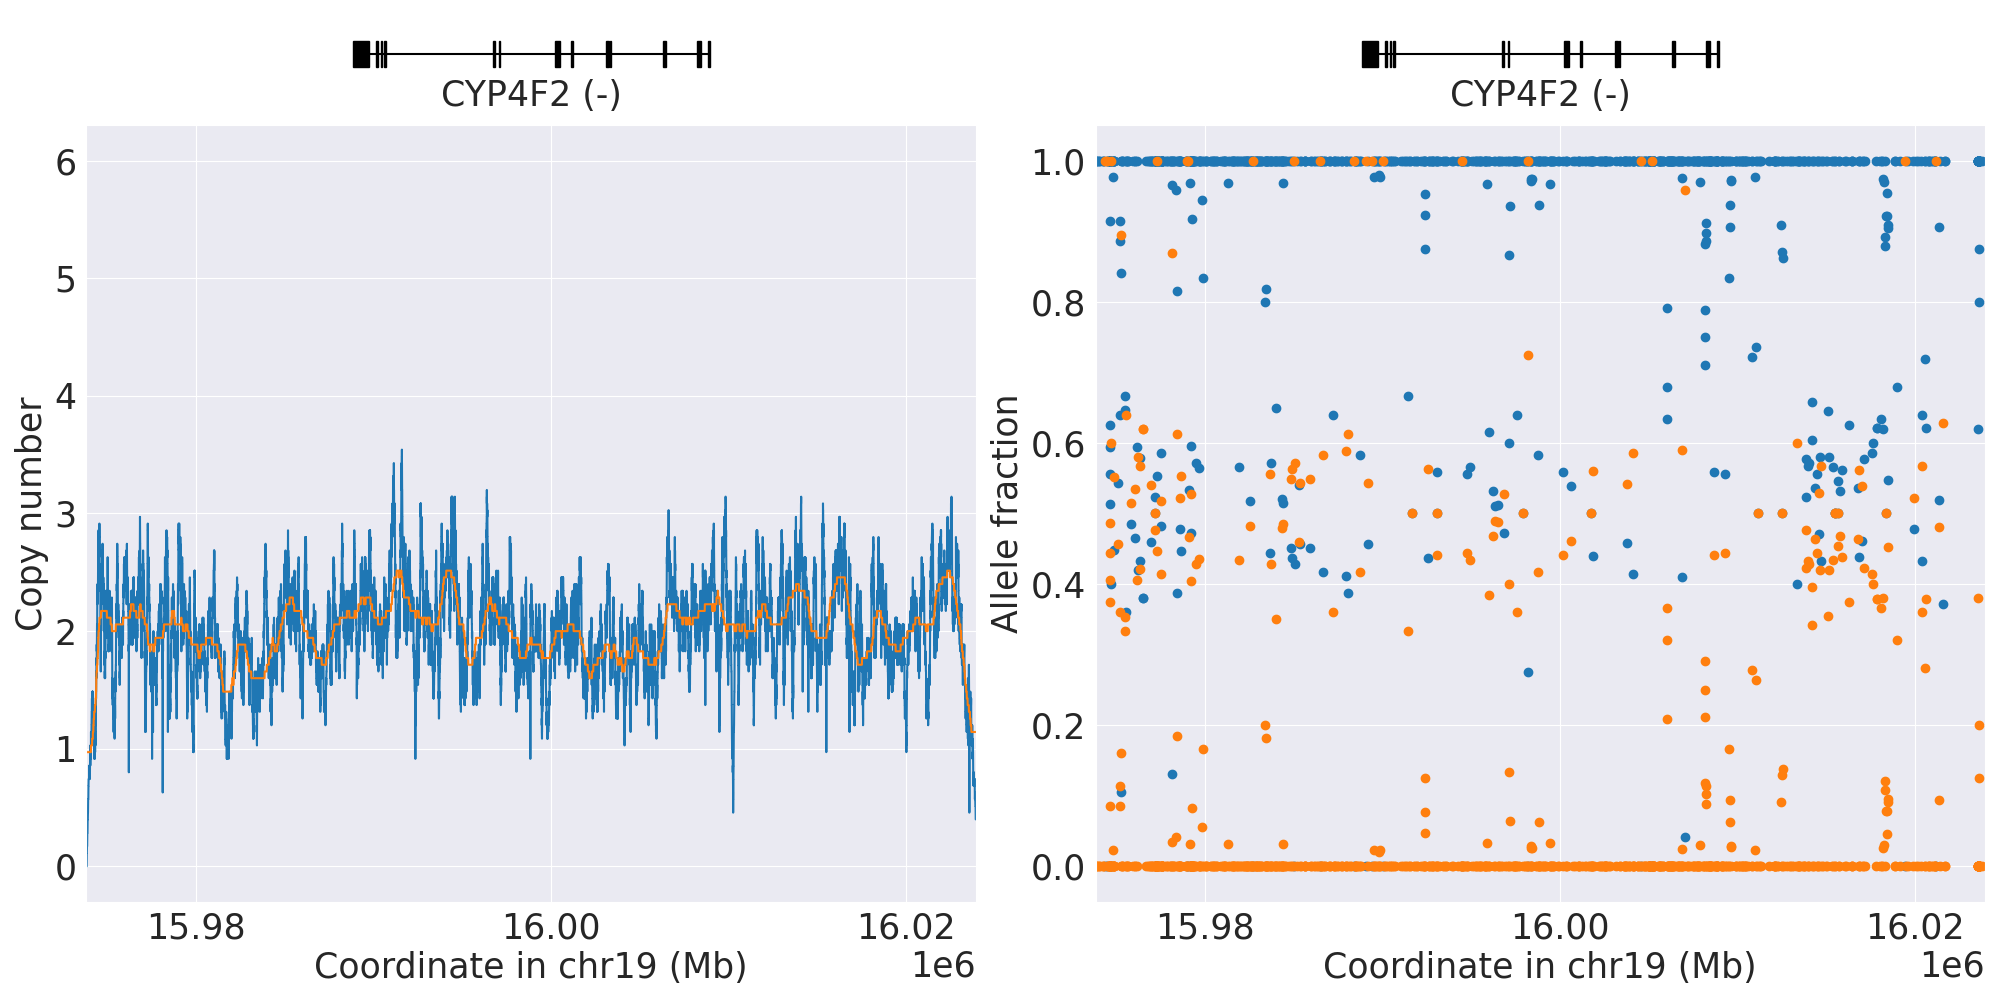 CYP4F2 (-)
6
5
4
3
2
1
0
Copy number
15.98
16.00
16.02
Coordinate in chr19 (Mb)
1e6
CYP4F2 (-)
1.0
0.8
0.6
0.4
0.2
0.0
Allele fraction
15.98
16.00
16.02
Coordinate in chr19 (Mb)
1e6